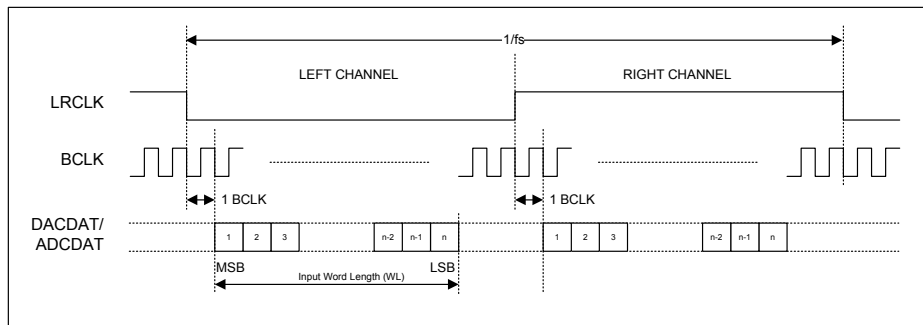 1/fs
LEFT CHANNEL RIGHT CHANNEL
LRCLK
BCLK
1 BCLK 1 BCLK
DACDAT/
ADCDAT
1 2 3 n-2 n-1 n 1 2 3 n-2 n-1 n
MSB LSB
Input Word Length (WL)